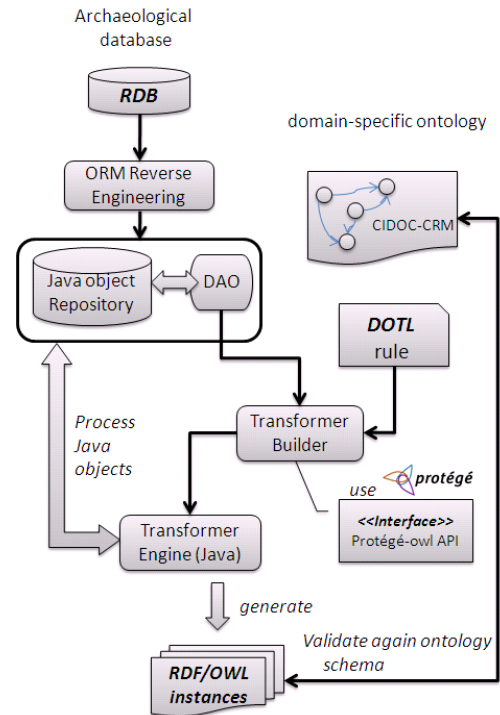 Archaeological
database
RDB
domain-specific ontology
ORM Reverse
Engineering
CIDOC-CRM
Java object
Repository
DAO
DOTL
rule
Process
Java
objects
Transformer
Builder
use
protégé
<<Interface>>
Protégé-owl API
Transformer
Engine (Java)
generate
Validate again ontology
schema
RDF/OWL
instances